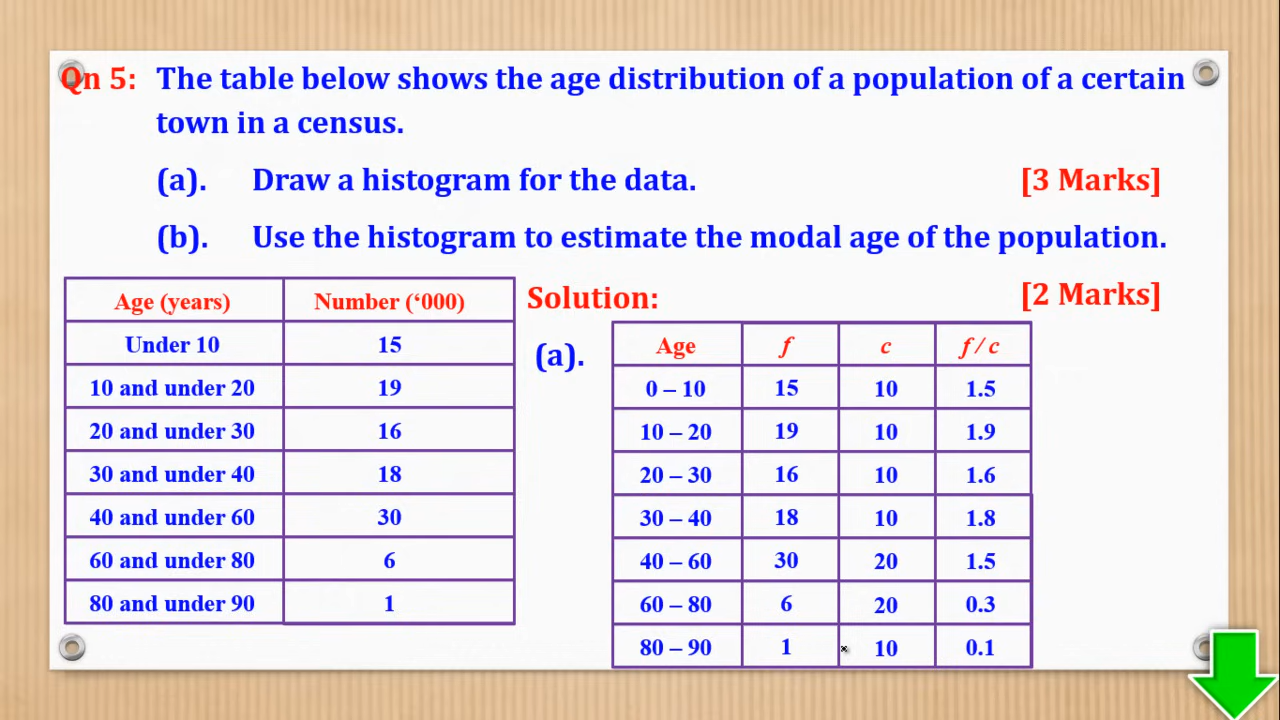 Qn 5: The table below shows the age distribution of a population of a certain
town in a census.
(a). Draw a histogram for the data. [3 Marks]
(b). Use the histogram to estimate the modal age of the population.
[2 Marks]
Age (years) Number (‘000)
Under 10 15
10 and under 20 19
20 and under 30 16
30 and under 40 18
40 and under 60 30
60 and under 80 6
80 and under 90 1
Solution:
(a).
Age f c f / c
0 – 10 15 10 1.5
10 – 20 19 10 1.9
20 – 30 16 10 1.6
30 – 40 18 10 1.8
40 – 60 30 20 1.5
60 – 80 6 20 0.3
80 – 90 1 10 0.1